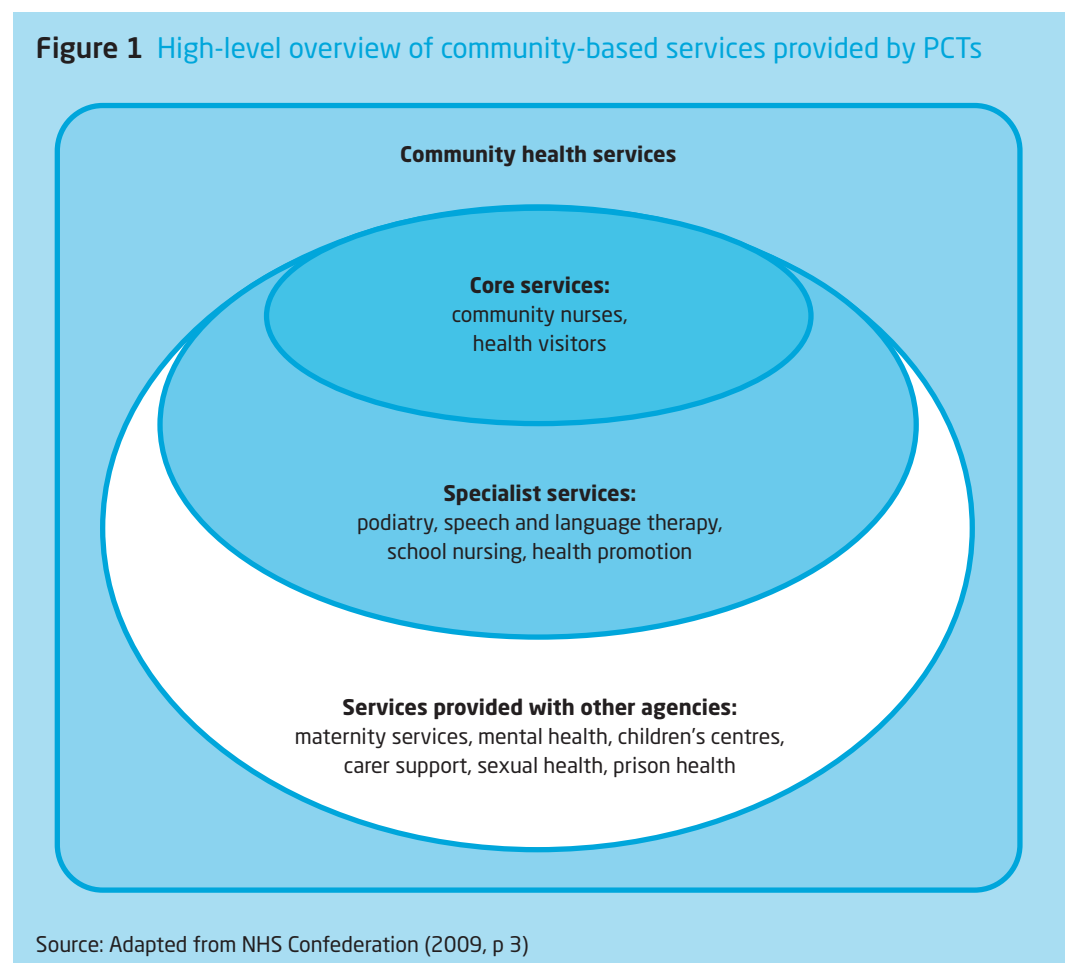 Figure 1 High-level overview of community-based services provided by PCTs
Community health services
Core services:
community nurses,
health visitors
Specialist services:
podiatry, speech and language therapy,
school nursing, health promotion
Services provided with other agencies:
maternity services, mental health, children's centres,
carer support, sexual health, prison health
Source: Adapted from NHS Confederation (2009, p 3)